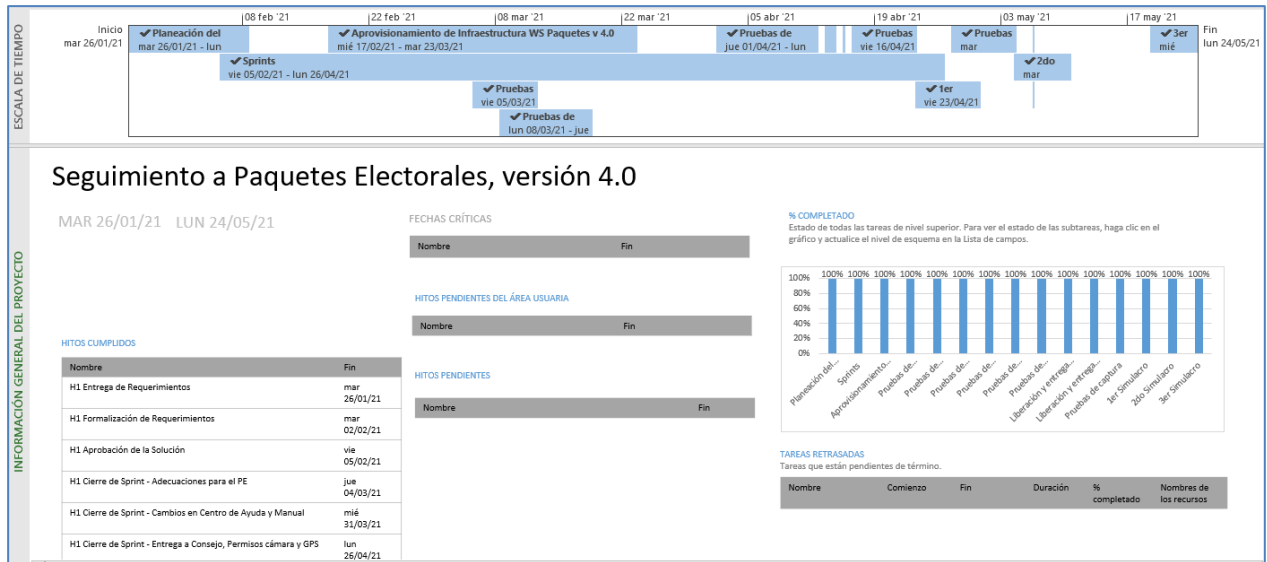 08 feb '21
22 feb '21
08 mar '21
22 mar '21
05 abr '21
19 abr '21
03 may '21
17 may '21
ESCALA DE TIEMPO
Inicio
mar 26/01/21
Planeación del
mar 26/01/21 - lun
Aprovisionamiento de Infraestructura WS Paquetes v 4.0
mié 17/02/21 - mar 23/03/21
Pruebas de
jue 01/04/21 - lun
Pruebas
vie 16/04/21
Pruebas
mar
3er
mié
Fin
lun 24/05/21
Sprints
vie 05/02/21 - lun 26/04/21
2do
mar
Pruebas
vie 05/03/21
1er
vie 23/04/21
Pruebas de
lun 08/03/21 - jue
INFORMACIÓN GENERAL DEL PROYECTO
Seguimiento a Paquetes Electorales, versión 4.0
MAR 26/01/21 LUN 24/05/21
HITOS CUMPLIDOS
Nombre Fin
H1 Entrega de Requerimientos mar
26/01/21
H1 Formalización de Requerimientos mar
02/02/21
H1 Aprobación de la Solución vie
05/02/21
H1 Cierre de Sprint - Adecuaciones para el PE jue
04/03/21
H1 Cierre de Sprint - Cambios en Centro de Ayuda y Manual mié
31/03/21
H1 Cierre de Sprint - Entrega a Consejo, Permisos cámara y GPS lun
26/04/21
FECHAS CRÍTICAS
Nombre Fin
HITOS PENDIENTES DEL ÁREA USUARIA
Nombre Fin
HITOS PENDIENTES
Nombre Fin
% COMPLETADO
Estado de todas las tareas de nivel superior. Para ver el estado de las subtareas, haga clic en el
gráfico y actualice el nivel de esquema en la Lista de campos.
100% 100% 100% 100% 100% 100% 100% 100% 100% 100% 100% 100% 100% 100%
100%
80%
60%
40%
20%
0%
Planeación del...
Sprints
Aprovisionamiento...
Pruebas de...
Pruebas de...
Pruebas de...
Pruebas de...
Pruebas de...
Pruebas de...
Liberación y entrega...
Liberación y entrega...
Pruebas de captura
1er Simulacro
2do Simulacro
3er Simulacro
TAREAS RETRASADAS
Tareas que están pendientes de término.
Nombre Comienzo Fin Duración % Nombres de
completado los recursos